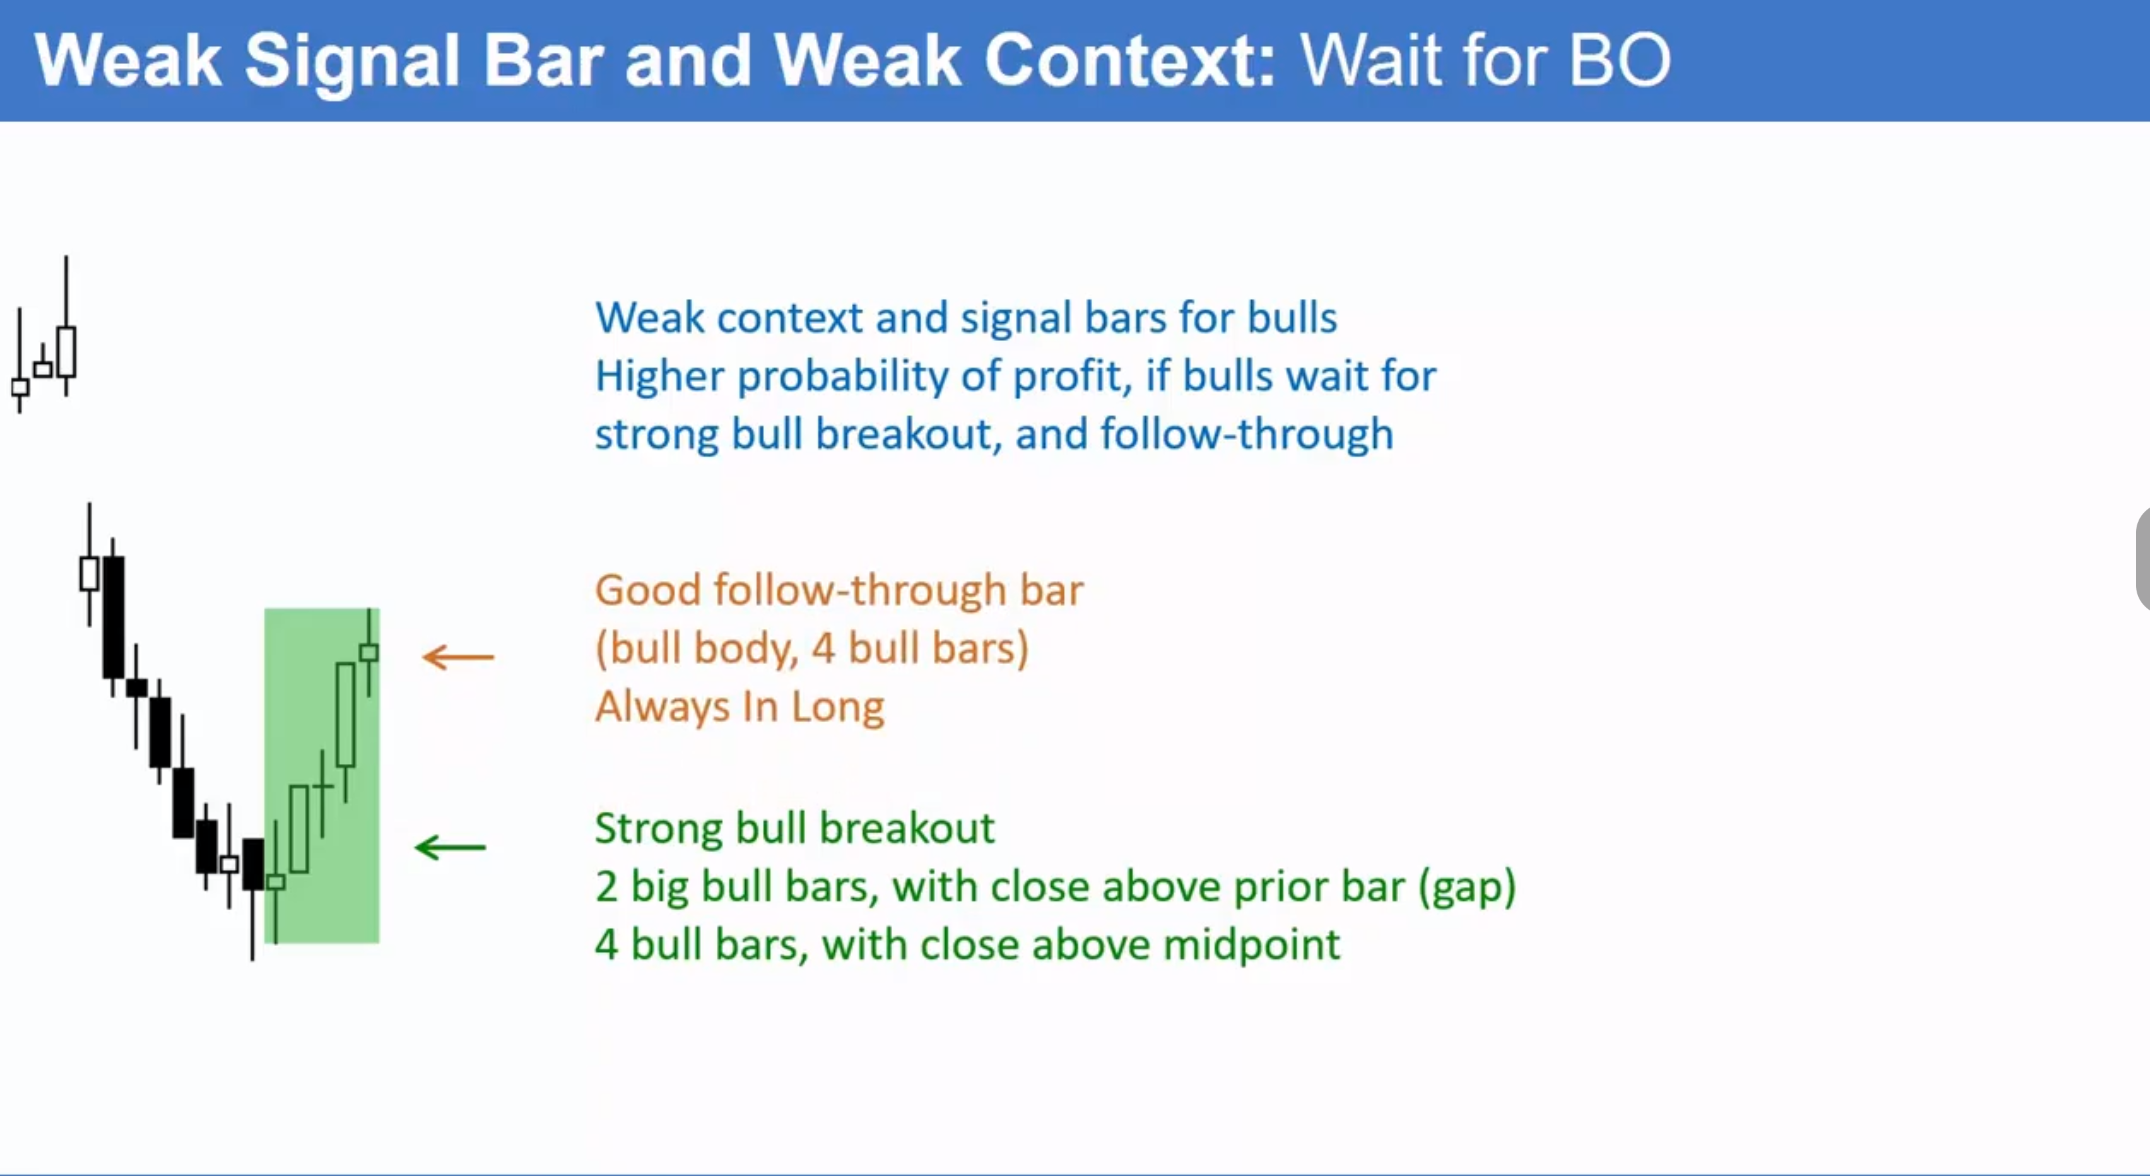 Weak Signal Bar and Weak Context: Wait for BO
Weak context and signal bars for bulls
Higher probability of profit, if bulls wait for
strong bull breakout, and follow-through
Good follow-through bar
(bull body, 4 bull bars)
Always In Long
Strong bull breakout
2 big bull bars, with close above prior bar (gap)
4 bull bars, with close above midpoint